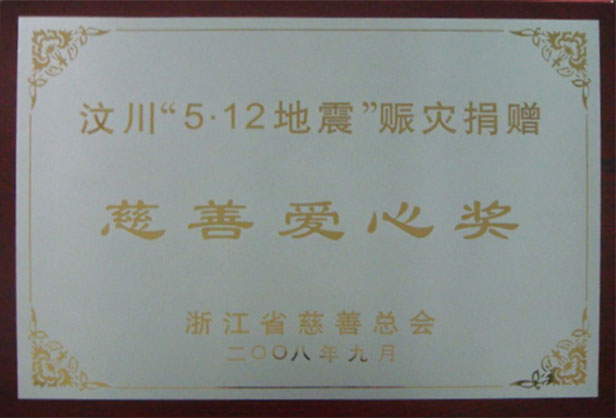 汶川“5·12地震”赈灾捐赠
慈善爱心奖
浙江省慈善总会
二〇〇八年九月